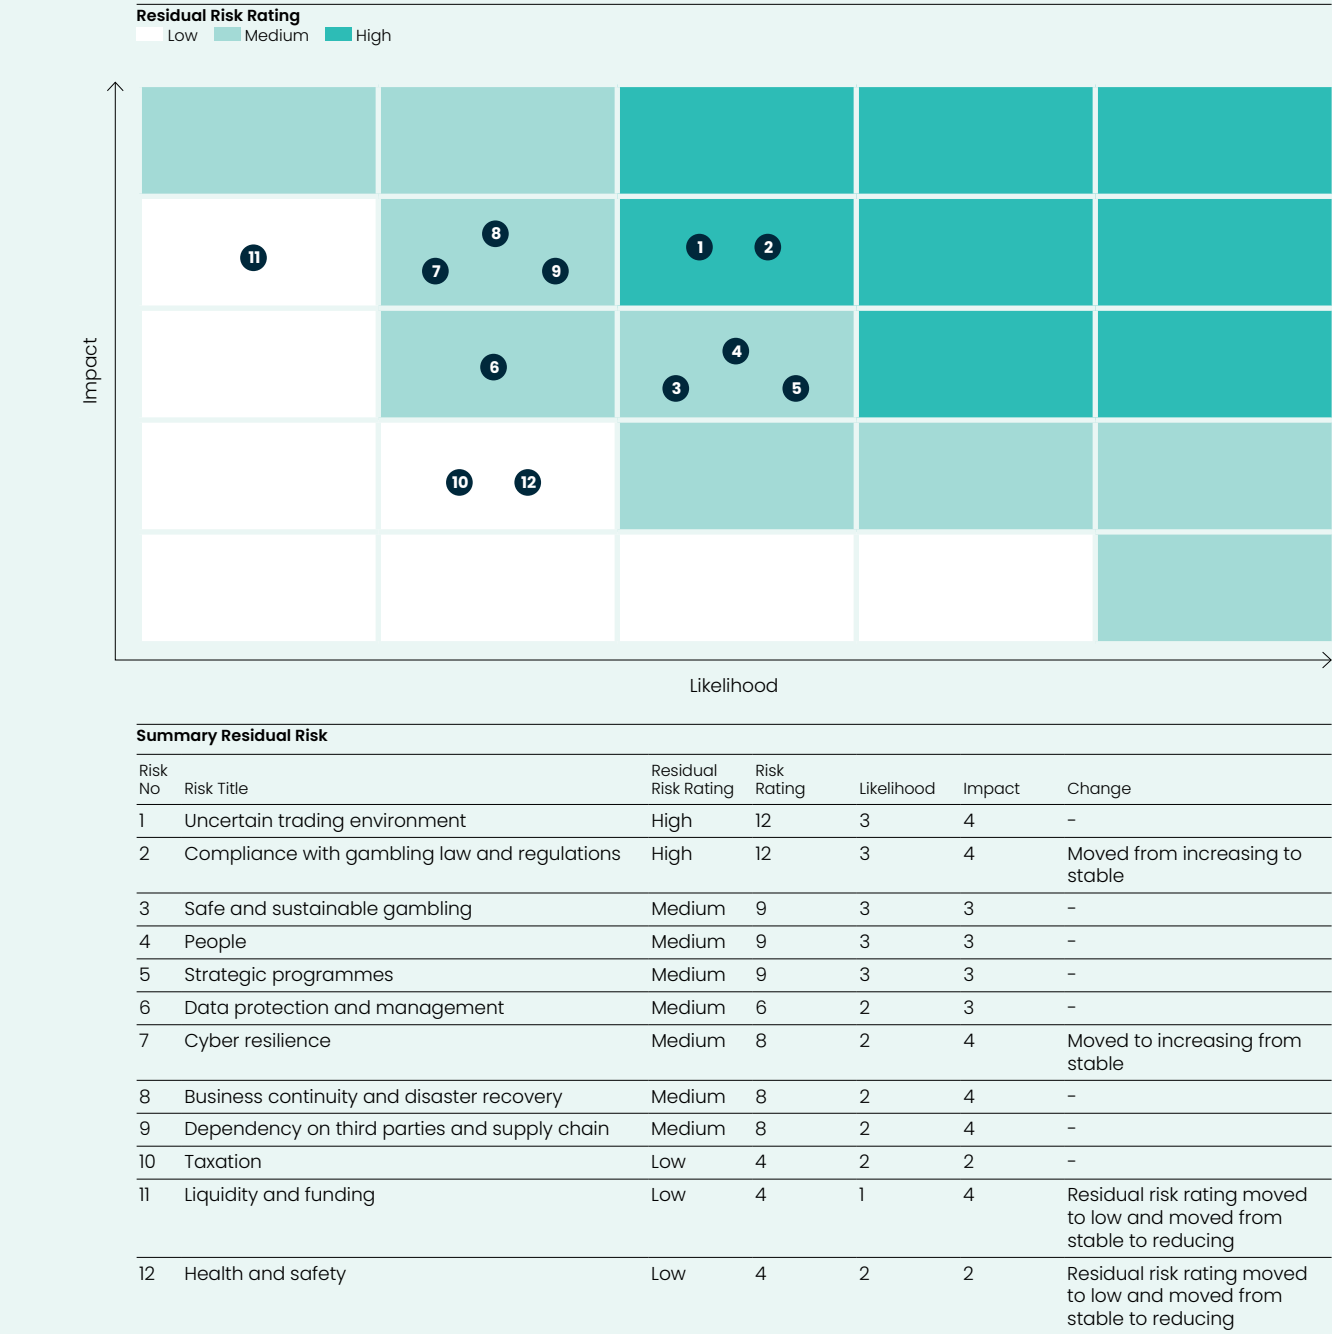 Residual Risk Rating
Low Medium High
8
11 7 9 1 2
4
6 3 5
10 12
Impact
Likelihood
Summary Residual Risk
Risk No Risk Title Residual Risk Rating Risk Rating Likelihood Impact Change
1 Uncertain trading environment High 12 3 4 -
2 Compliance with gambling law and regulations High 12 3 4 Moved from increasing to
stable
3 Safe and sustainable gambling Medium 9 3 3 -
4 People Medium 9 3 3 -
5 Strategic programmes Medium 9 3 3 -
6 Data protection and management Medium 6 2 3 -
7 Cyber resilience Medium 8 2 4 Moved to increasing from
stable
8 Business continuity and disaster recovery Medium 8 2 4 -
9 Dependency on third parties and supply chain Medium 8 2 4 -
10 Taxation Low 4 2 2 -
11 Liquidity and funding Low 4 1 4 Residual risk rating moved
to low and moved from
stable to reducing
12 Health and safety Low 4 2 2 Residual risk rating moved
to low and moved from
stable to reducing